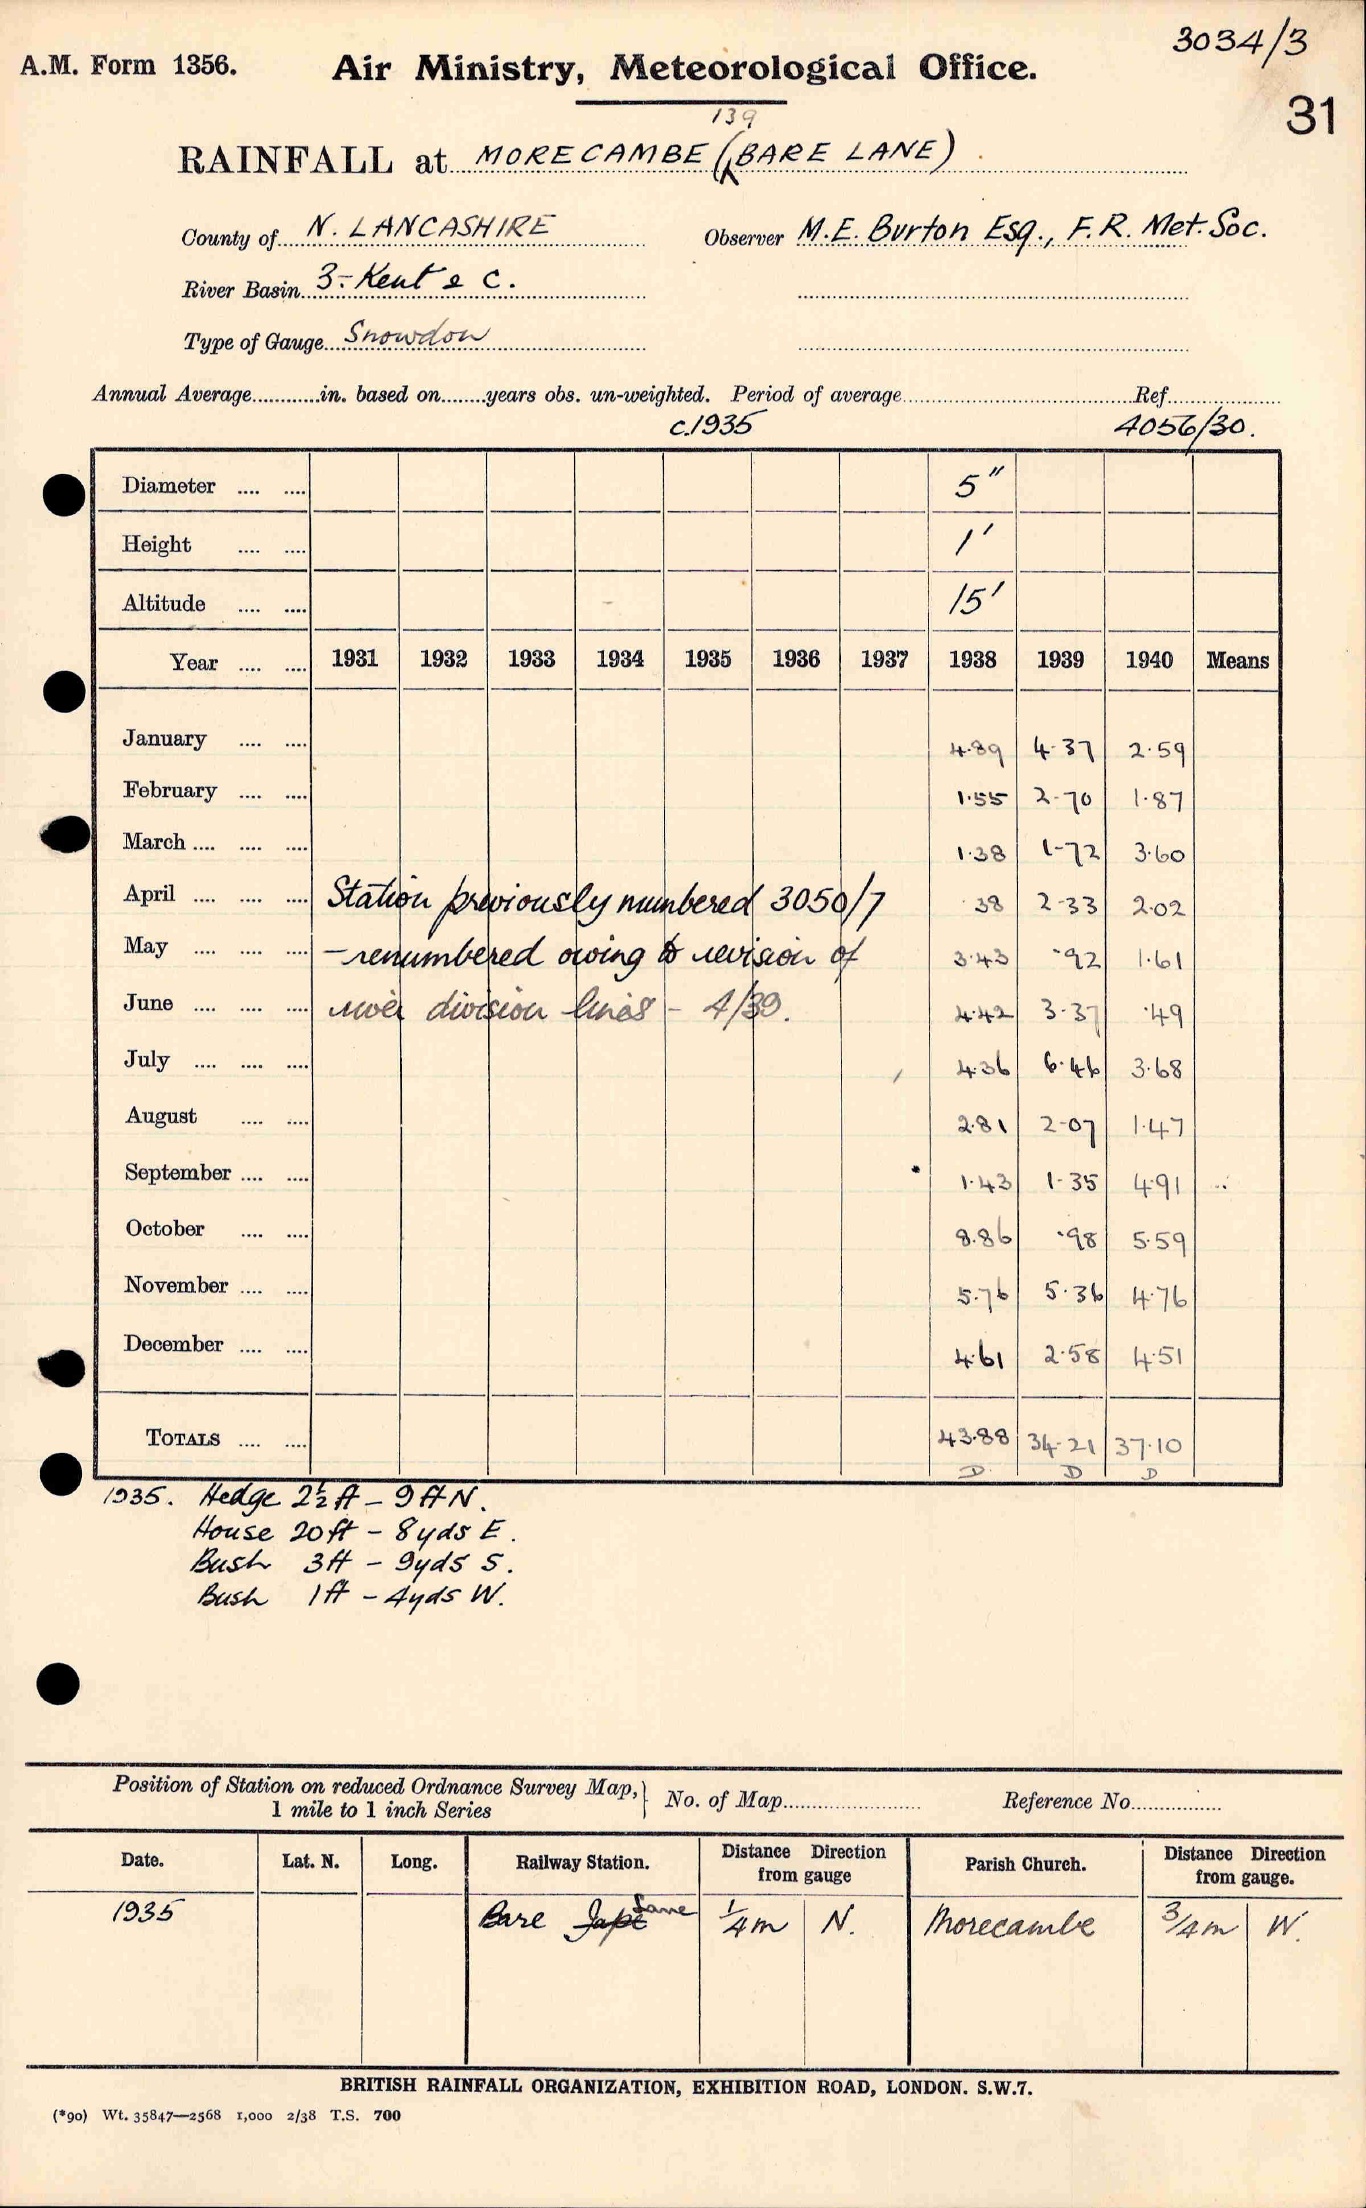 3034/3
A.M. Form 1356.
Air Ministry, Meteorological Office.
31
139
RAINFALL at MORECAMBE (BARE LANE)
County of N. LANCASHIRE Observer M.E. Burton Esq., F.R. Met. Soc.
River Basin 3:- Kent & C.
Type of Gauge Snowdon
Annual Average............in. based on........years obs. un-weighted. Period of average............Ref............
c.1935 4056/30.
Diameter .... .... 5"
Height .... .... 1'
Altitude .... .... 15'
Year .... .... 1931 1932 1933 1934 1935 1936 1937 1938 1939 1940 Means
January .... .... 4.89 4.37 2.59
February .... .... 1.55 2.70 1.87
March .... .... .... 1.38 1.72 3.60
April .... .... .... Station previously numbered 3050/7 .38 2.33 2.02
May .... .... .... - renumbered owing to revision of 3.43 .92 1.61
June .... .... .... river division lines - 4/39. 4.42 3.37 .49
July .... .... .... 4.36 6.46 3.68
August .... .... 2.81 2.07 1.47
September .... .... 1.43 1.35 4.91
October .... .... 8.86 .98 5.59
November .... .... 5.76 5.36 4.76
December .... .... 4.61 2.58 4.51
TOTALS .... .... 43.88 34.21 37.10
D D D
1935. Hedge 2½ ft - 9 ft N.
House 20 ft - 8 yds E.
Bush 3 ft - 9 yds S.
Bush 1 ft - 4 yds W.
Position of Station on reduced Ordnance Survey Map, 1 mile to 1 inch Series } No. of Map............ Reference No............
Date. Lat. N. Long. Railway Station. Distance Direction from gauge Parish Church. Distance Direction from gauge.
1935 Bare Lane ¼ m N. Morecambe ¾ m W.
BRITISH RAINFALL ORGANIZATION, EXHIBITION ROAD, LONDON. S.W.7.
(*90) Wt. 35847—2568 1,000 2/38 T.S. 700